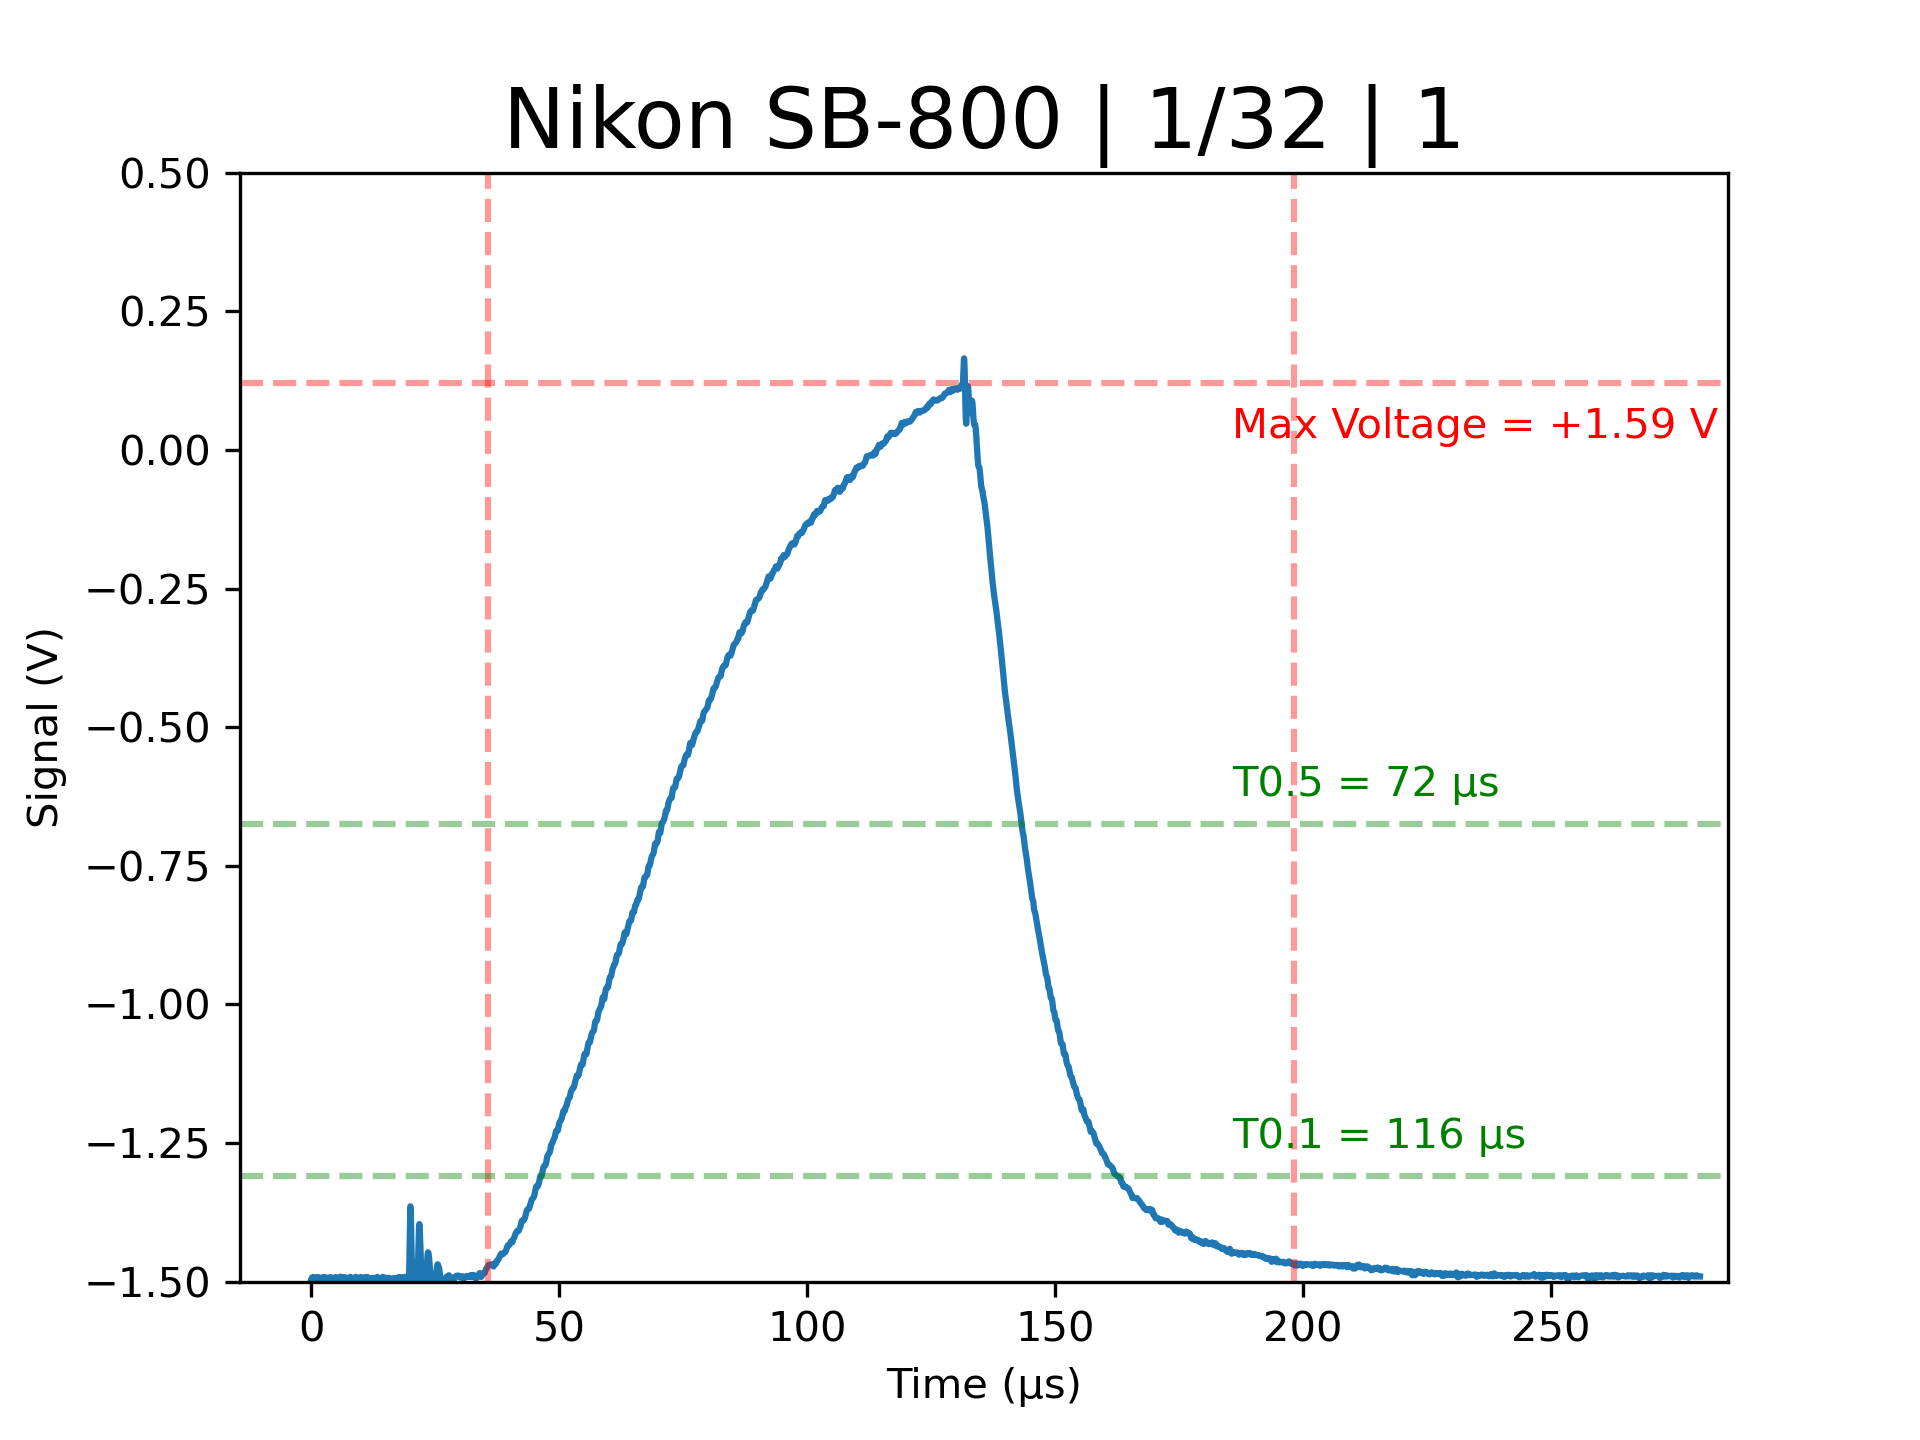 Nikon SB-800 | 1/32 | 1
0.50
0.25
0.00
−0.25
−0.50
−0.75
−1.00
−1.25
−1.50
Signal (V)
Max Voltage = +1.59 V
T0.5 = 72 µs
T0.1 = 116 µs
0 50 100 150 200 250
Time (µs)